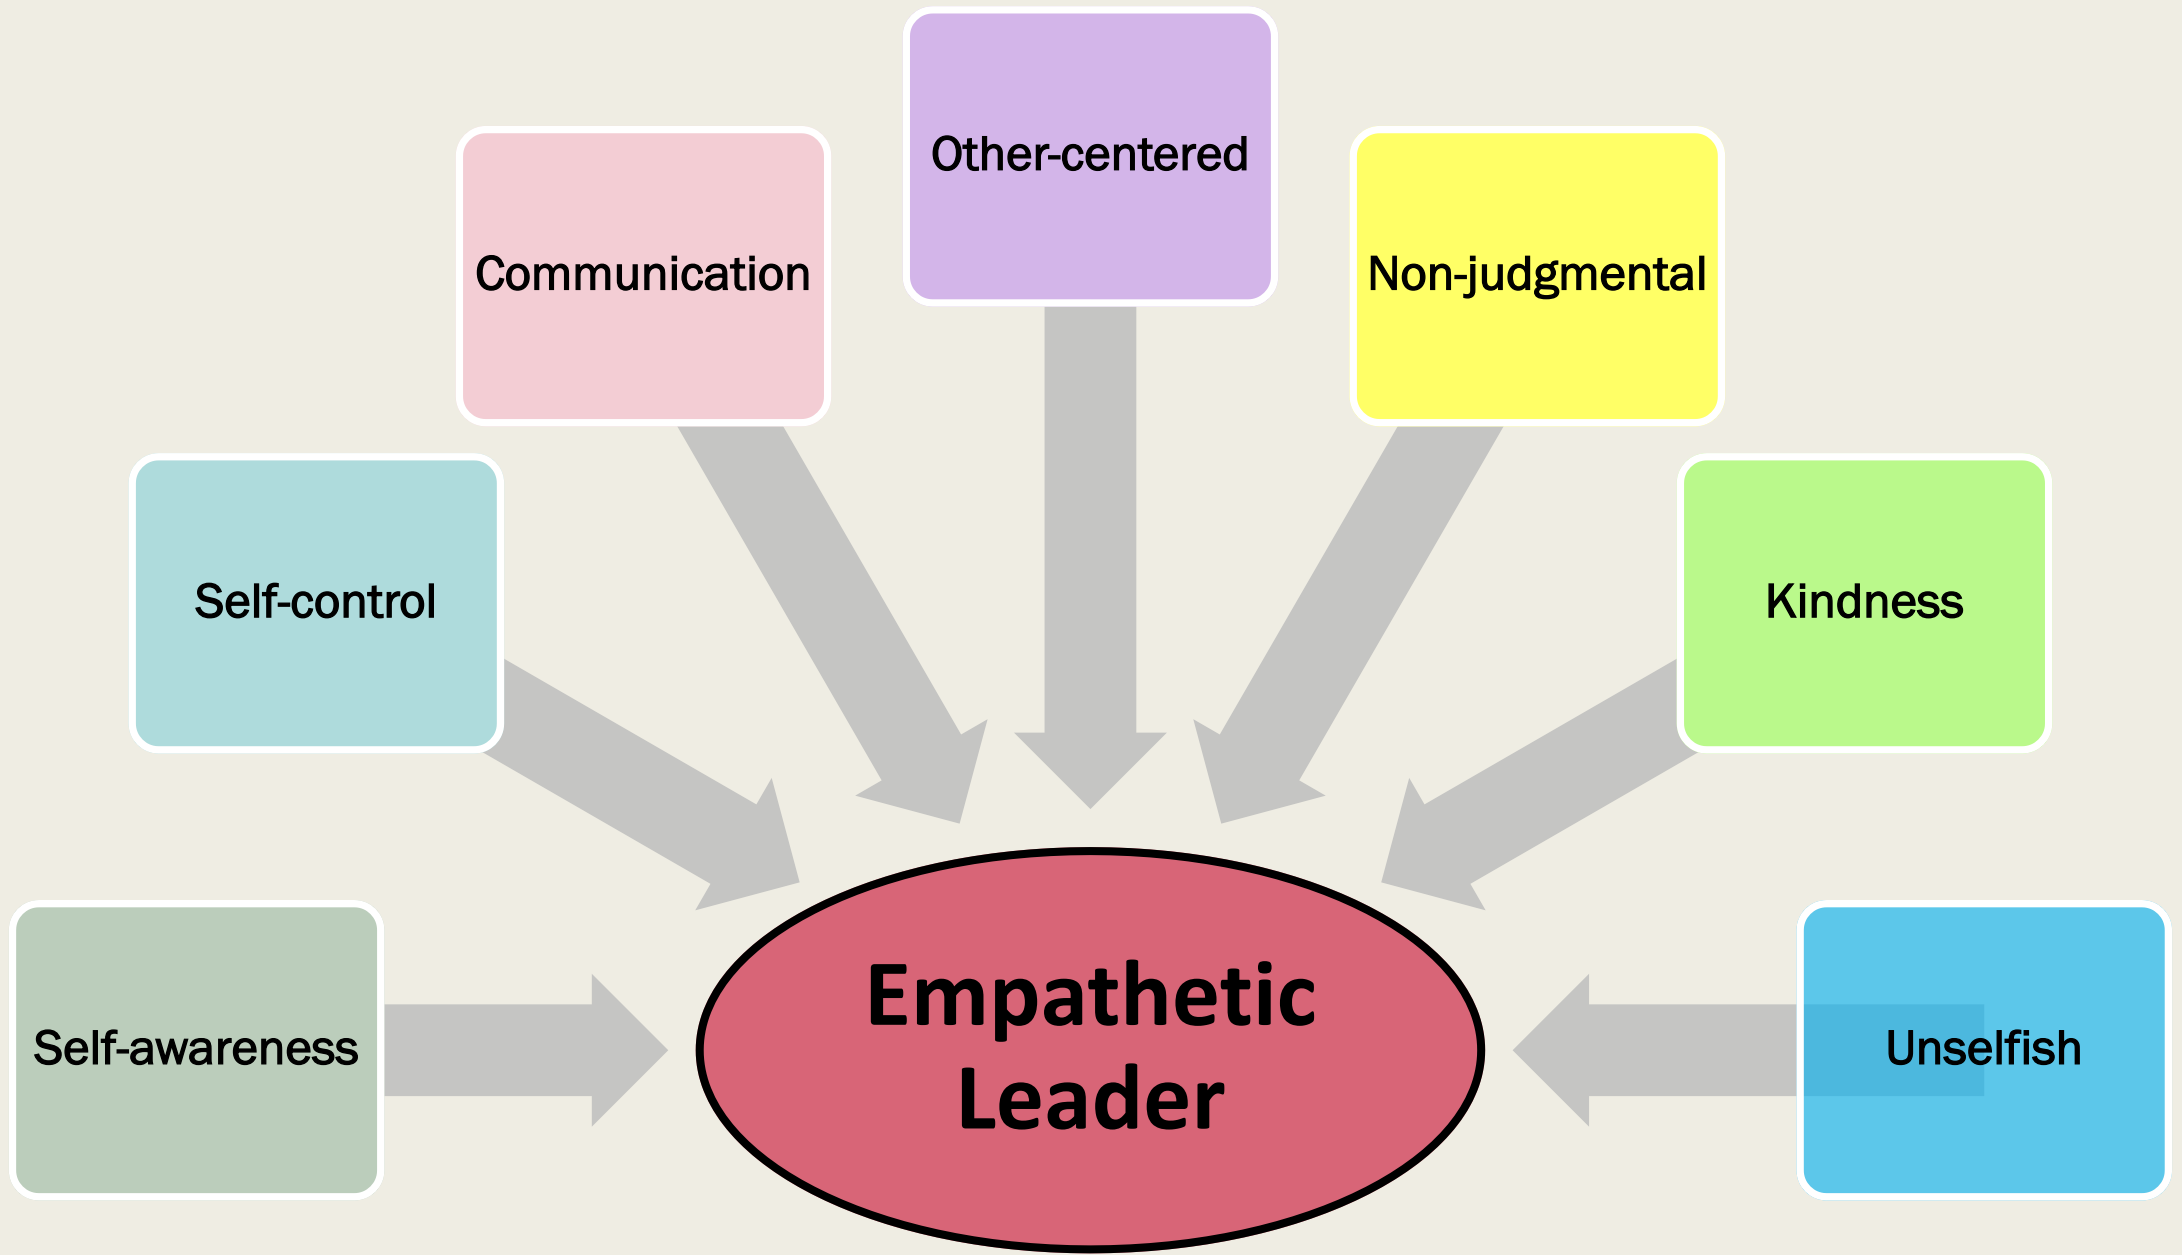 Other-centered
Communication
Non-judgmental
Self-control
Kindness
Self-awareness
Unselfish
Empathetic
Leader